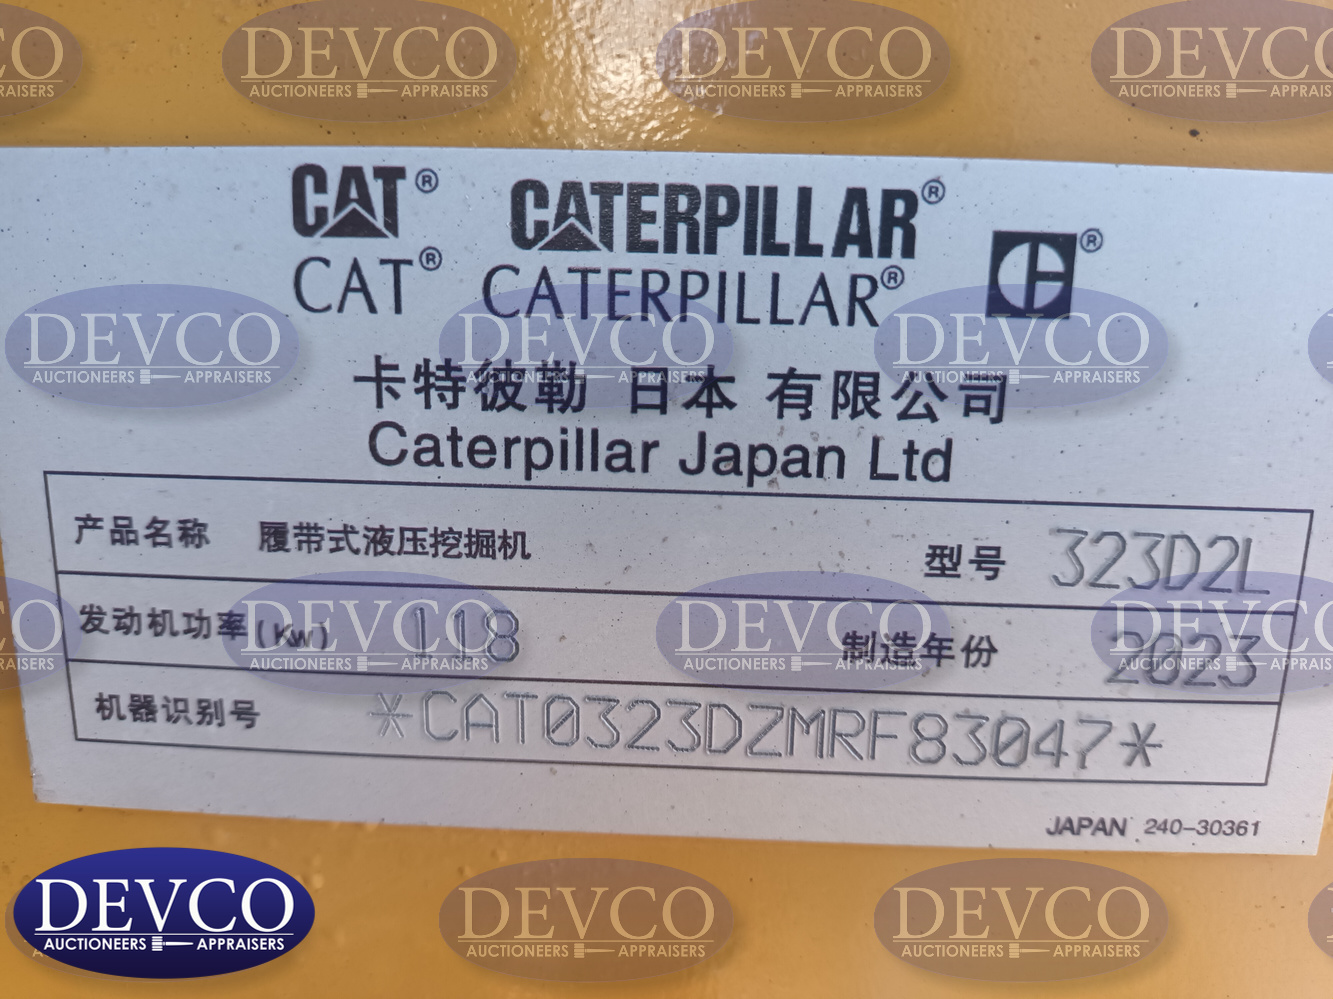 CAT® CATERPILLAR®
CAT® CATERPILLAR®
卡特彼勒 日本 有限公司
Caterpillar Japan Ltd
产品名称 履带式液压挖掘机 型号 323D2L
发动机功率(Kw) 118 制造年份 2023
机器识别号 *CAT0323DZMRF83047*
JAPAN 240-30361
DEVCO
AUCTIONEERS APPRAISERS